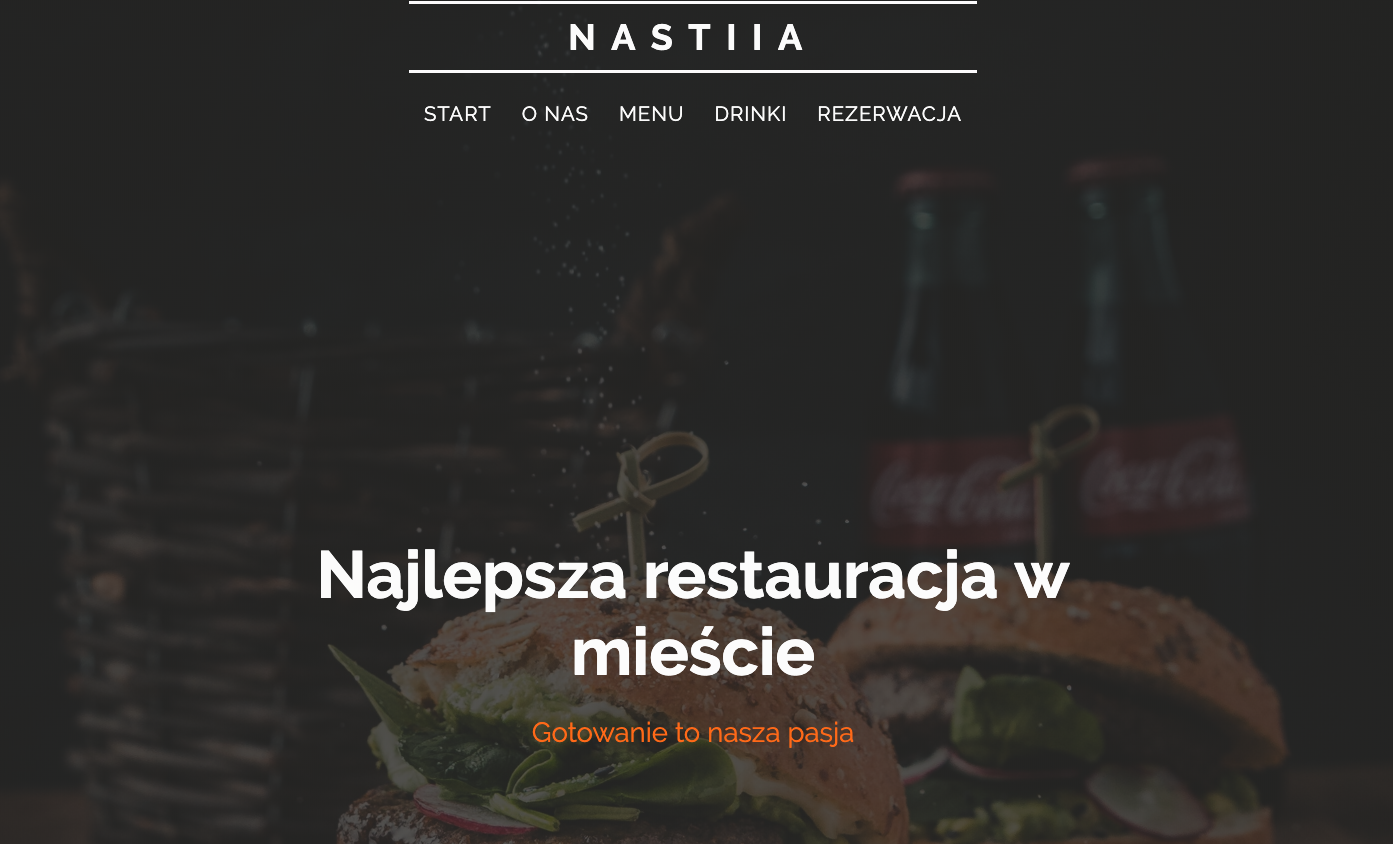 NASTIIA
START O NAS MENU DRINKI REZERWACJA
Coca-Cola Coca-Cola
Najlepsza restauracja w
mieście
Gotowanie to nasza pasja